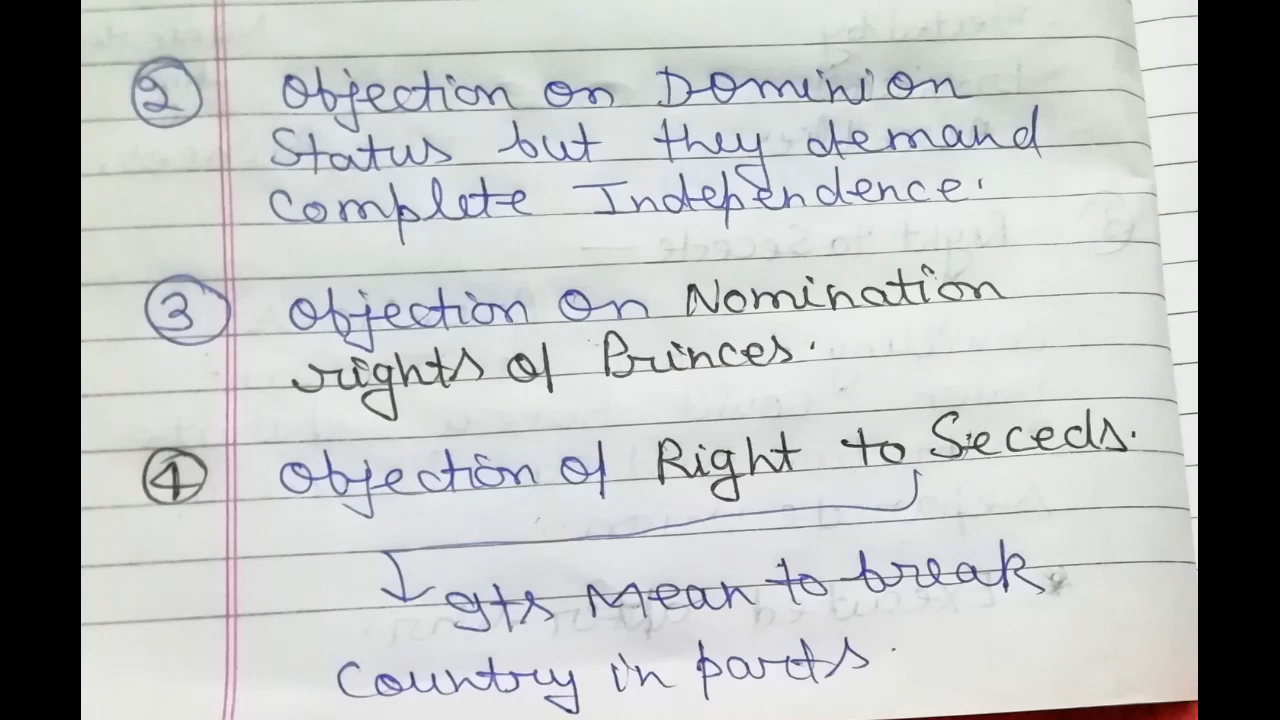 ② Objection on Dominion
Status but they demand
Complete Independence.
③ Objection on Nomination
rights of Princes.
④ Objection of Right to Seceds.
Its Mean to break
Country in parts.